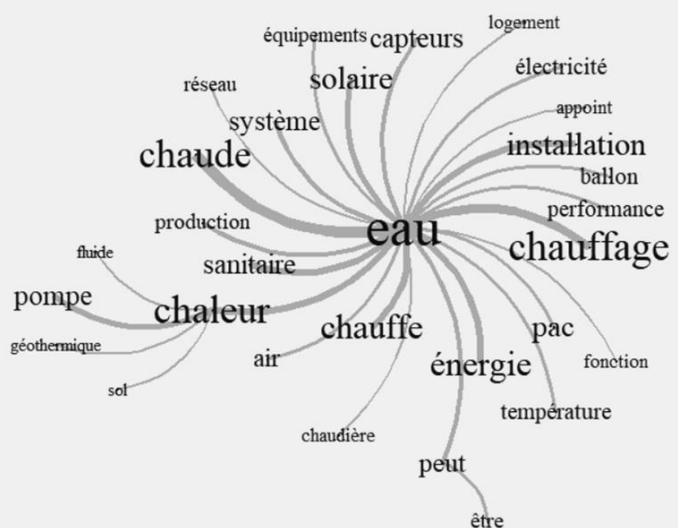 logement
équipements
capteurs
électricité
solaire
réseau
appoint
système
installation
chaude
ballon
performance
production
eau
chauffage
fluide
sanitaire
pompe
chaleur
chauffe
pac
géothermique
air
énergie
fonction
sol
température
chaudière
peut
être